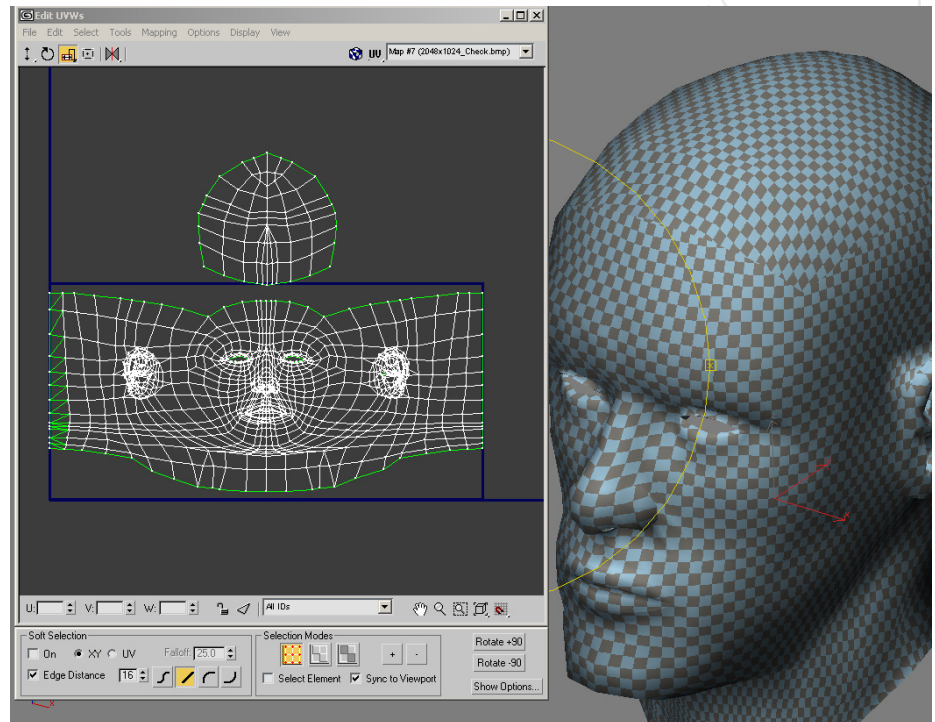 Edit UVWs
File Edit Select Tools Mapping Options Display View
UV Map #7 (2048x1024_Check.bmp)
U: V: W: All IDs
Soft Selection
On XY UV Falloff: 25.0
Edge Distance 16
Selection Modes
+ -
Select Element Sync to Viewport
Rotate +90
Rotate -90
Show Options...
x
x